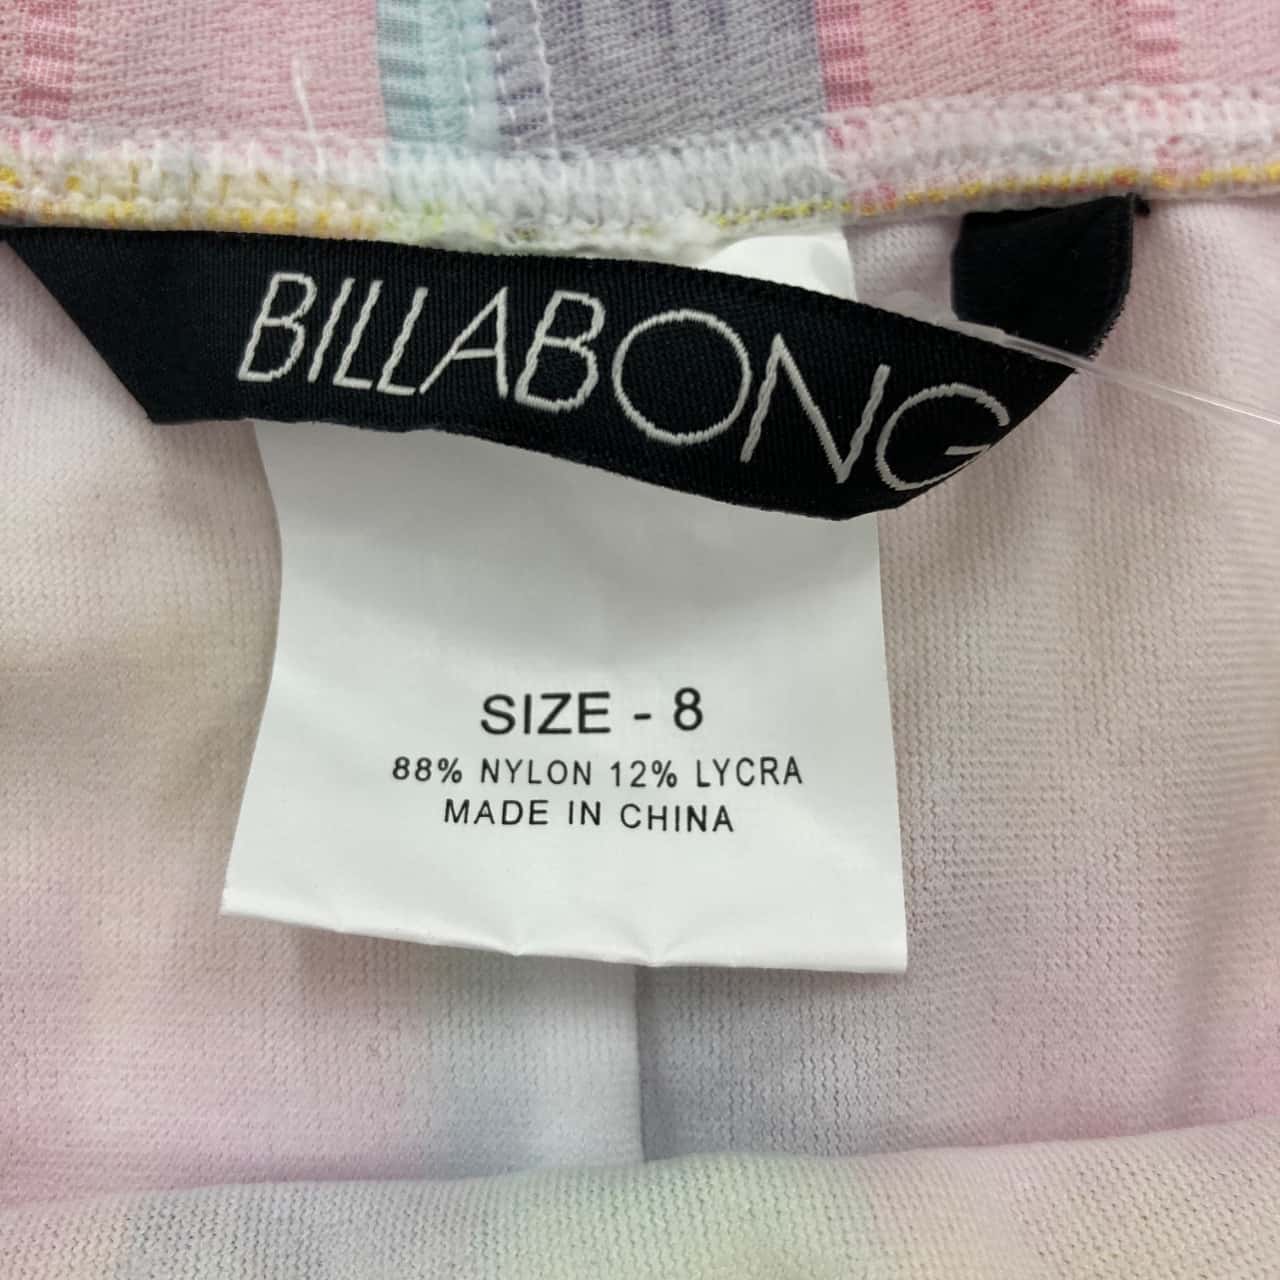 BILLABONG
SIZE - 8
88% NYLON 12% LYCRA
MADE IN CHINA